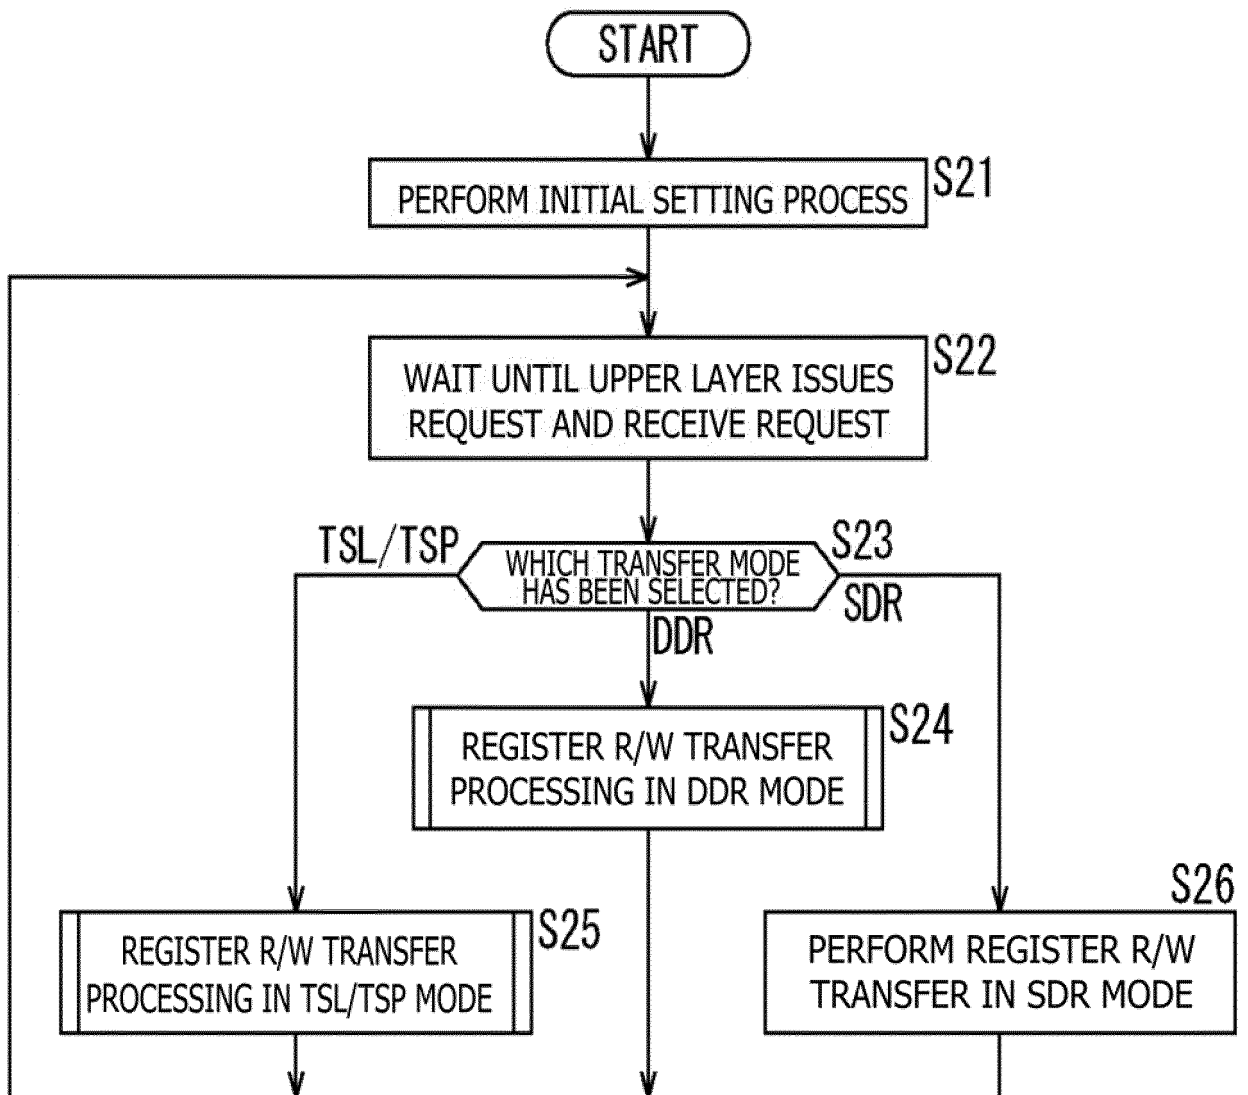 START
S21
PERFORM INITIAL SETTING PROCESS
S22
WAIT UNTIL UPPER LAYER ISSUES
REQUEST AND RECEIVE REQUEST
TSL/TSP
S23
WHICH TRANSFER MODE
HAS BEEN SELECTED?
SDR
DDR
S24
REGISTER R/W TRANSFER
PROCESSING IN DDR MODE
S25
REGISTER R/W TRANSFER
PROCESSING IN TSL/TSP MODE
S26
PERFORM REGISTER R/W
TRANSFER IN SDR MODE